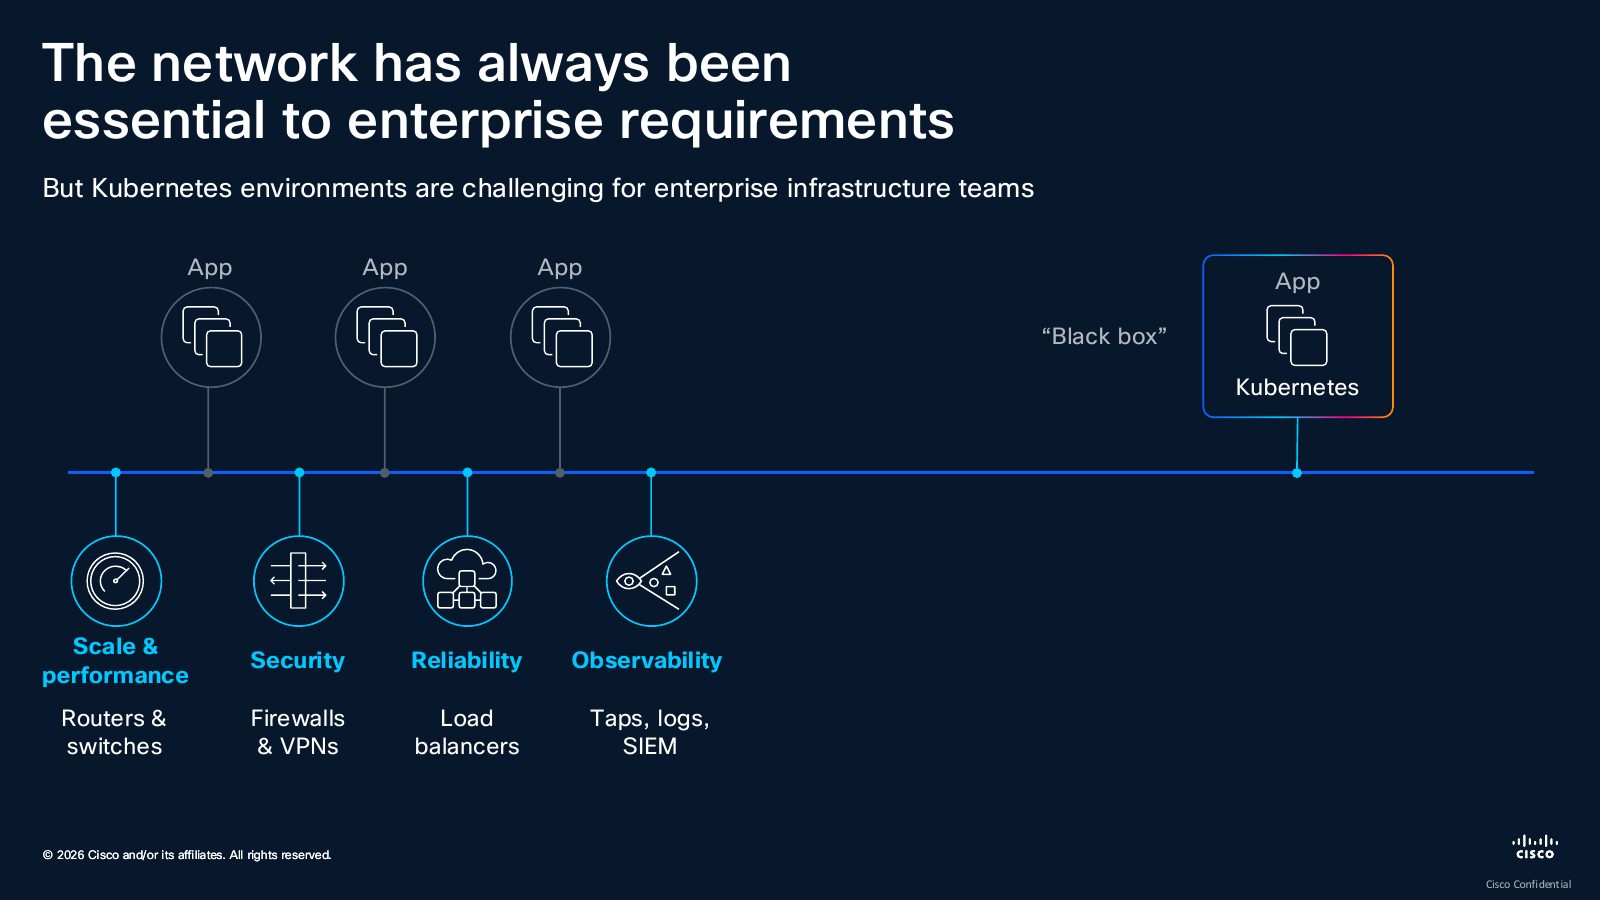 The network has always been
essential to enterprise requirements
But Kubernetes environments are challenging for enterprise infrastructure teams
App
App
App
“Black box”
App
Kubernetes
Scale &
performance
Security
Reliability
Observability
Routers &
switches
Firewalls
& VPNs
Load
balancers
Taps, logs,
SIEM
© 2026 Cisco and/or its affiliates. All rights reserved.
CISCO
Cisco Confidential